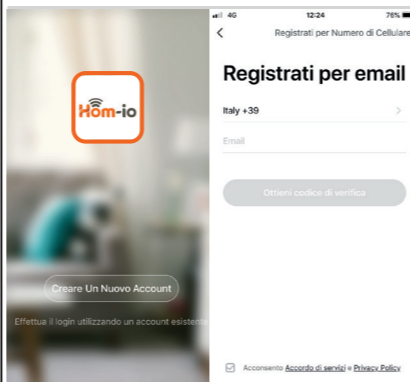 Hom-io
Creare Un Nuovo Account
Effettua il login utilizzando un account esistente
4G 12:24 76%
Registrati per Numero di Cellulare
Registrati per email
Italy +39
Email
Ottieni codice di verifica
Acconsento Accordo di servizi e Privacy Policy